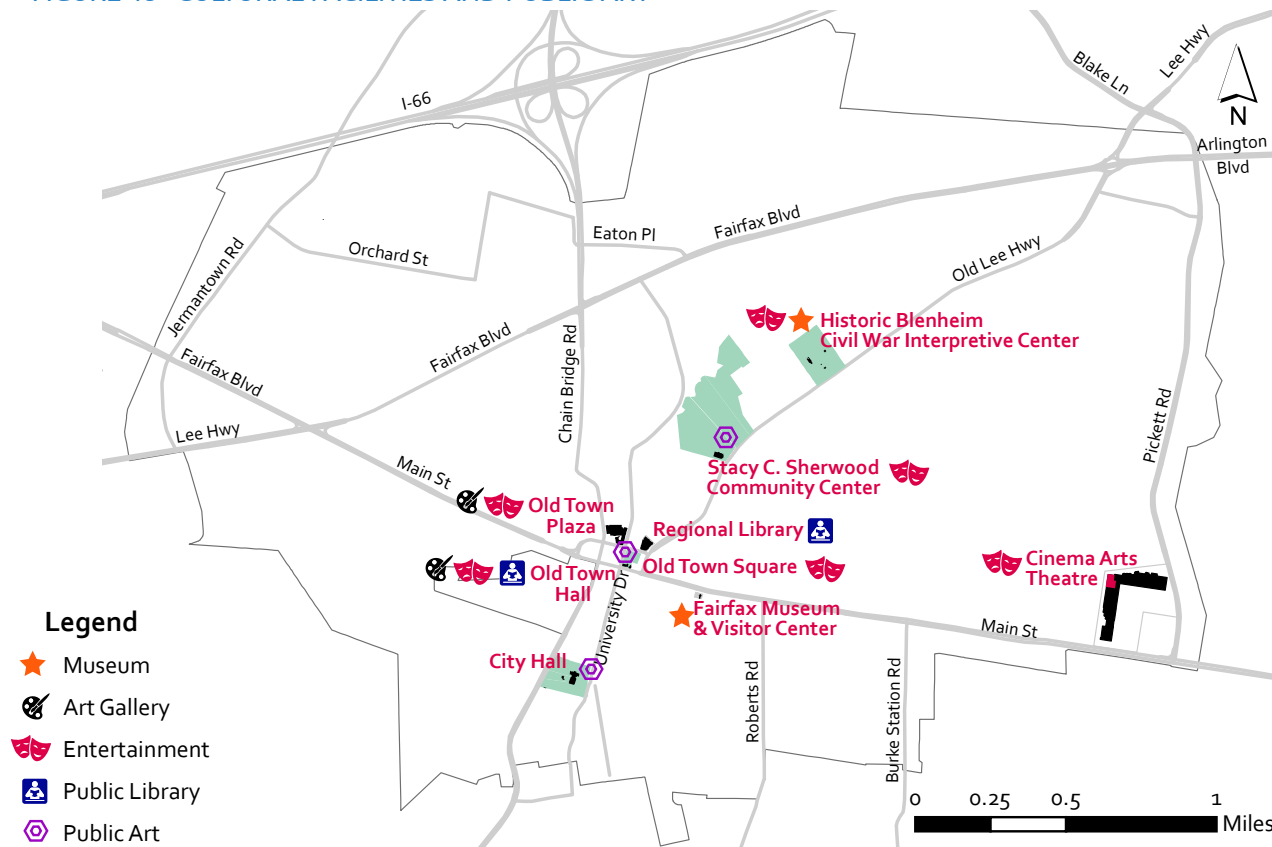 I-66
Blake Ln
Lee Hwy
N
Arlington
Blvd
Jermantown Rd
Orchard St
Eaton Pl
Fairfax Blvd
Old Lee Hwy
Historic Blenheim
Civil War Interpretive Center
Fairfax Blvd
Fairfax Blvd
Chain Bridge Rd
Pickett Rd
Lee Hwy
Main St
Stacy C. Sherwood
Community Center
Old Town
Plaza
Regional Library
Old Town Square
Old Town
Hall
Cinema Arts
Theatre
Fairfax Museum
& Visitor Center
University Dr
Main St
City Hall
Roberts Rd
Burke Station Rd
Legend
Museum
Art Gallery
Entertainment
Public Library
Public Art
0 0.25 0.5 1
Miles